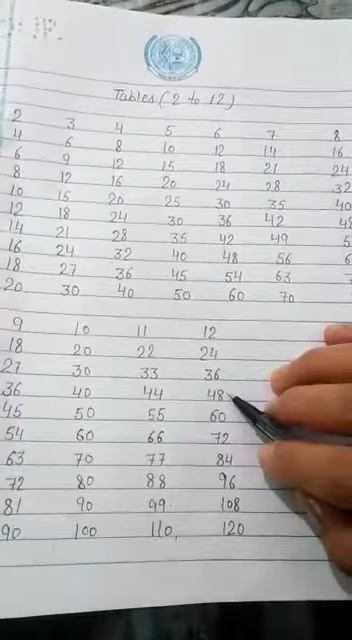 Tables (2 to 12)
2 3 4 5 6 7 8
4 6 8 10 12 14 16
6 9 12 15 18 21 24
8 12 16 20 24 28 32
10 15 20 25 30 35 40
12 18 24 30 36 42
14 21 28 35 42 49
16 24 32 40 48 56
18 27 36 45 54 63
20 30 40 50 60 70
9 10 11 12
18 20 22 24
27 30 33 36
36 40 44 48
45 50 55 60
54 60 66 72
63 70 77 84
72 80 88 96
81 90 99 108
90 100 110 120